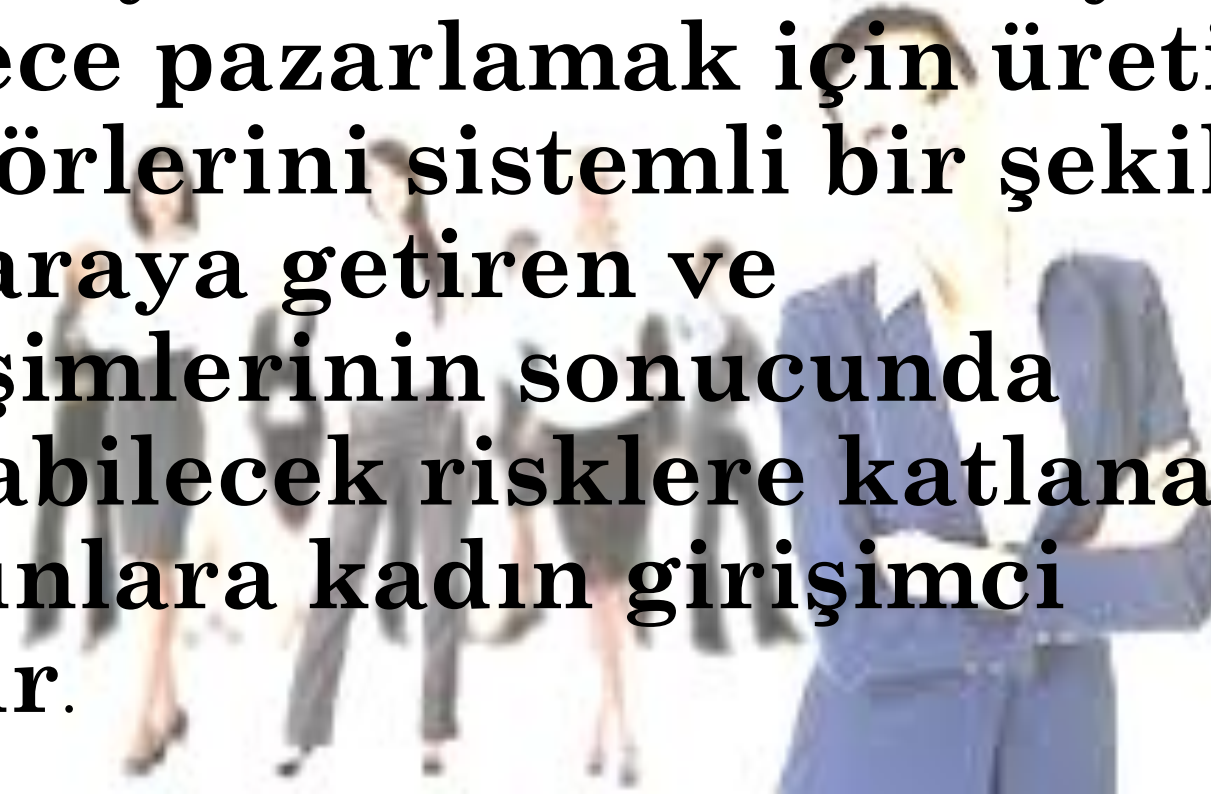 ece pazarlamak için üreti
örlerini sistemli bir şekil
araya getiren ve
şimlerinin sonucunda
abilecek risklere katlana
ınlara kadın girişimci
ır.